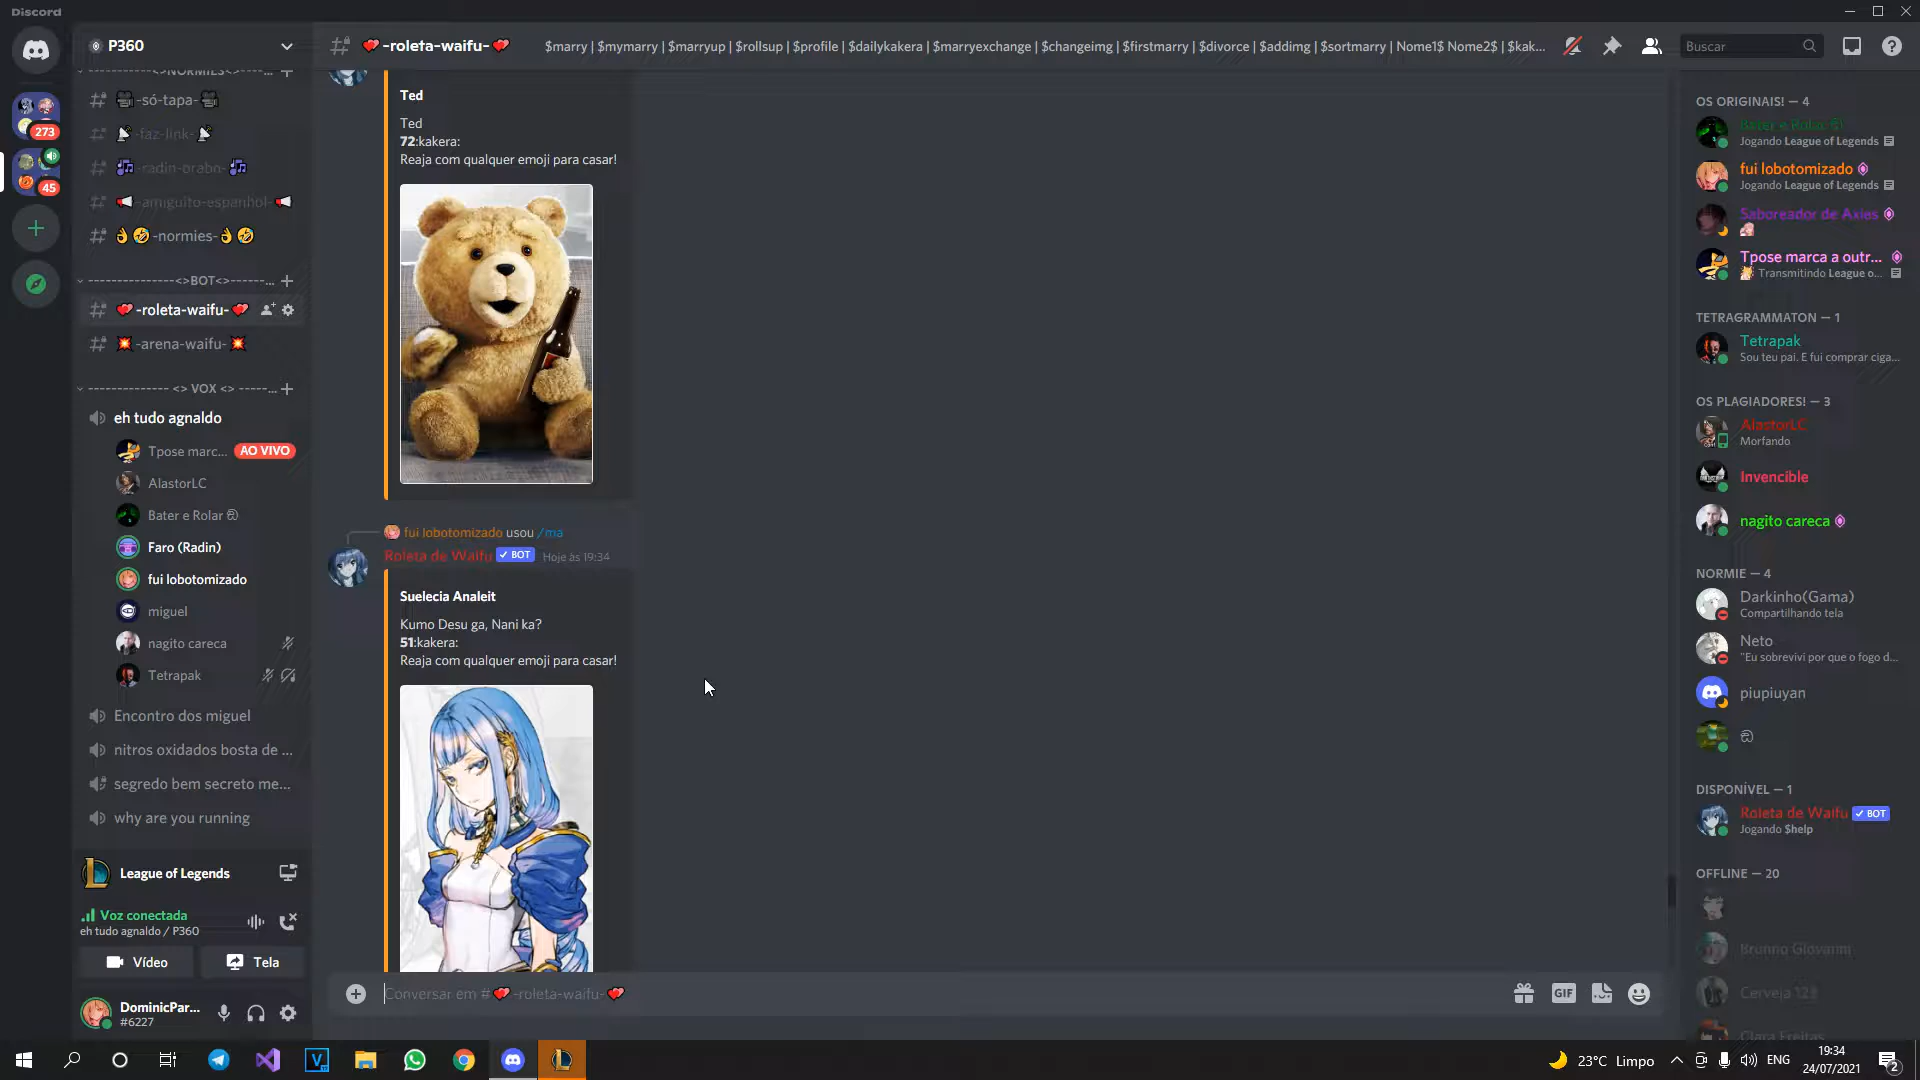 Discord
P360
-roleta-waifu-
$marry | $mymarry | $marryup | $rollsup | $profile | $dailykakera | $marryexchange | $changeimg | $firstmarry | $divorce | $addimg | $sortmarry | Nome1$ Nome2$ | $kak...
Buscar
<>NORMIES<>-----...
-só-tapa-
-faz-link-
-radin-brabo-
-amiguito-espanhol-
-normies-
---------------<>BOT<>-------...
-roleta-waifu-
-arena-waifu-
-------------- <> VOX <> -----...
eh tudo agnaldo
Tpose marc...
AO VIVO
AlastorLC
Bater e Rolar
Faro (Radin)
fui lobotomizado
miguel
nagito careca
Tetrapak
Encontro dos miguel
nitros oxidados bosta de ...
segredo bem secreto me...
why are you running
League of Legends
Voz conectada
eh tudo agnaldo / P360
Vídeo
Tela
DominicPar...
#6227
273
45
Ted
Ted
72:kakera:
Reaja com qualquer emoji para casar!
fui lobotomizado usou /ma
Roleta de Waifu
BOT
Hoje às 19:34
Suelecia Analeit
Kumo Desu ga, Nani ka?
51:kakera:
Reaja com qualquer emoji para casar!
Conversar em # -roleta-waifu-
GIF
OS ORIGINAIS! — 4
Bater e Rolar
Jogando League of Legends
fui lobotomizado
Jogando League of Legends
Saboreador de Axias
Tpose marca a outr...
Transmitindo League o...
TETRAGRAMMATON — 1
Tetrapak
Sou teu pai. E fui comprar ciga...
OS PLAGIADORES! — 3
AlastorLC
Morfando
Invencible
nagito careca
NORMIE — 4
Darkinho(Gama)
Compartilhando tela
Neto
"Eu sobrevivi por que o fogo d...
piupiuyan
DISPONÍVEL — 1
Roleta de Waifu
BOT
Jogando $help
OFFLINE — 20
Brunno Giovanni
Cerveja 123
Clara Freitas
23°C Limpo
ENG
19:34
24/07/2021
2